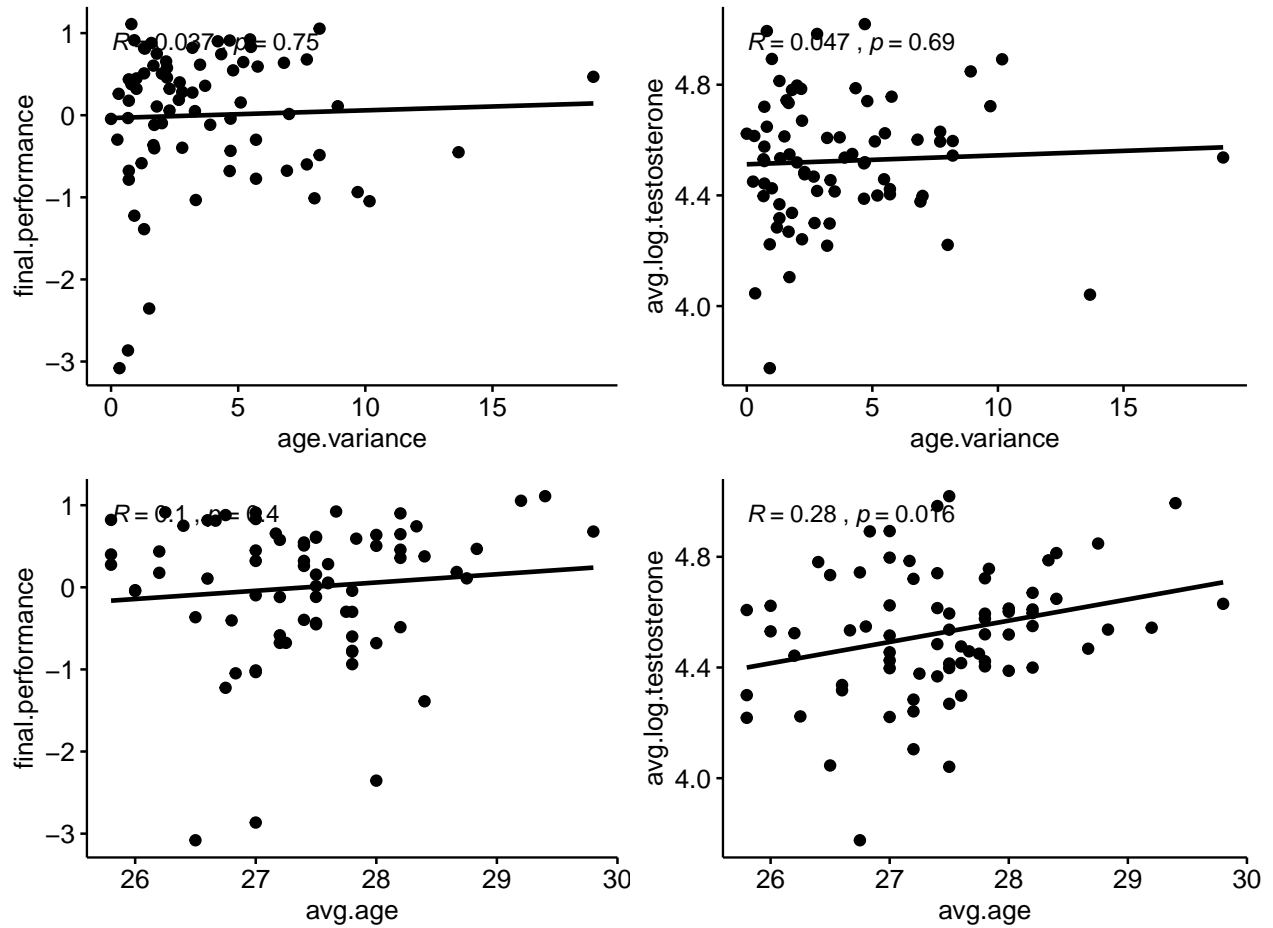 R = 0.037 , p = 0.75
1
0
−1
−2
−3
final.performance
0 5 10 15
age.variance
R = 0.047 , p = 0.69
4.8
4.4
4.0
avg.log.testosterone
0 5 10 15
age.variance
R = 0.1 , p = 0.4
1
0
−1
−2
−3
final.performance
26 27 28 29 30
avg.age
R = 0.28 , p = 0.016
4.8
4.4
4.0
avg.log.testosterone
26 27 28 29 30
avg.age